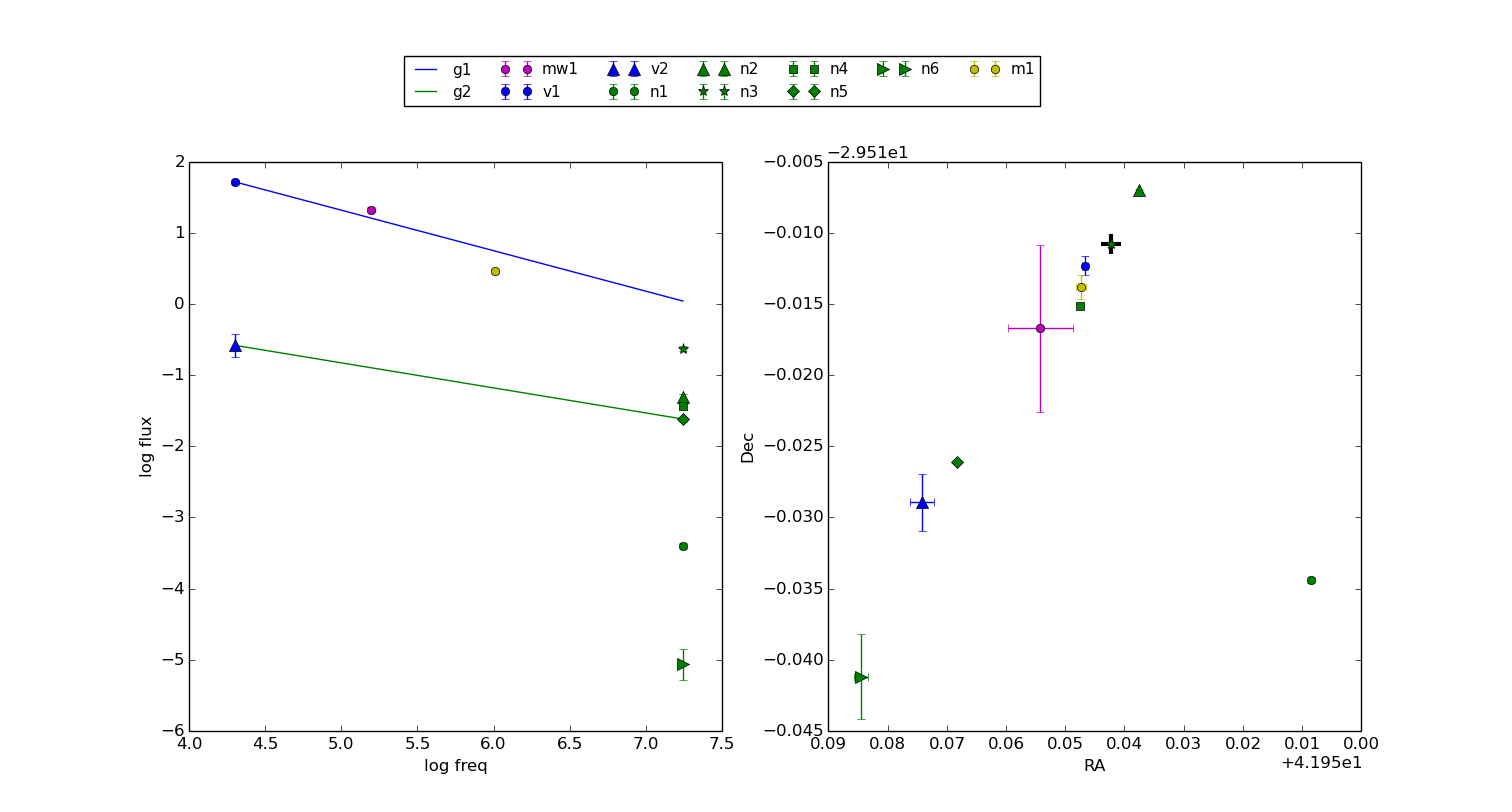 g1 mw1 v2 n2 n4 n6 m1
g2 v1 n1 n3 n5
2
1
0
−1
−2
−3
−4
−5
−6
log flux
4.0 4.5 5.0 5.5 6.0 6.5 7.0 7.5
log freq
−2.951e1
−0.005
−0.010
−0.015
−0.020
−0.025
−0.030
−0.035
−0.040
−0.045
Dec
0.09 0.08 0.07 0.06 0.05 0.04 0.03 0.02 0.01 0.00
RA
+4.195e1